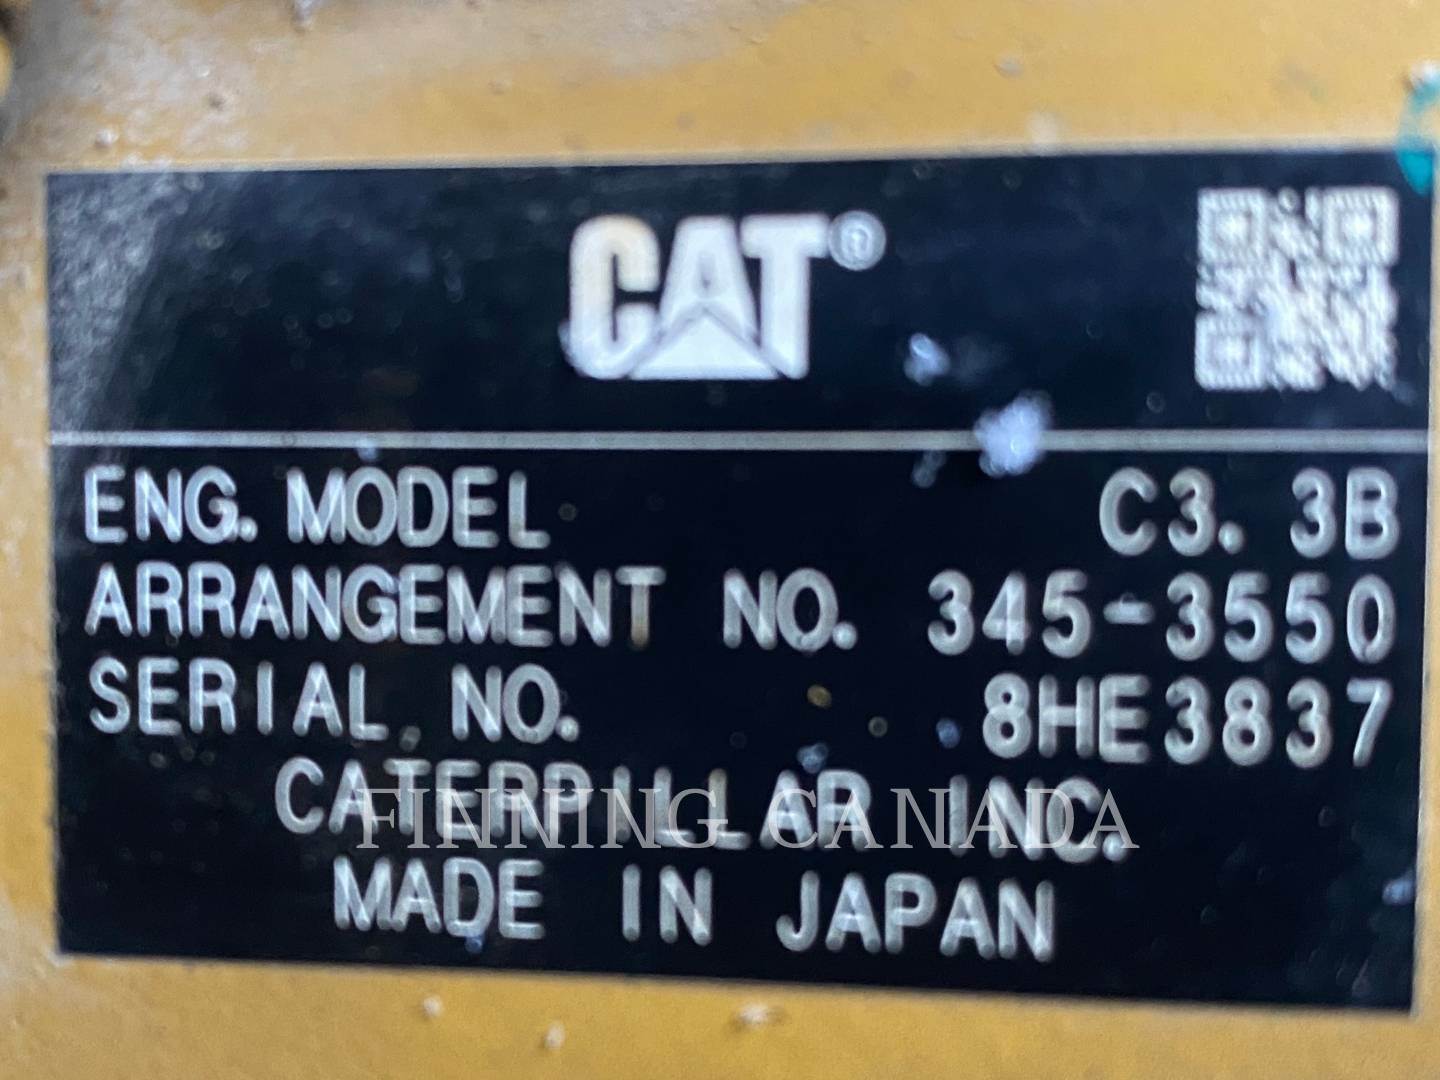 CAT®
ENG. MODEL C3.3B
ARRANGEMENT NO. 345-3550
SERIAL NO. 8HE3837
CATERPILLAR INC.
FINNING CANADA
MADE IN JAPAN